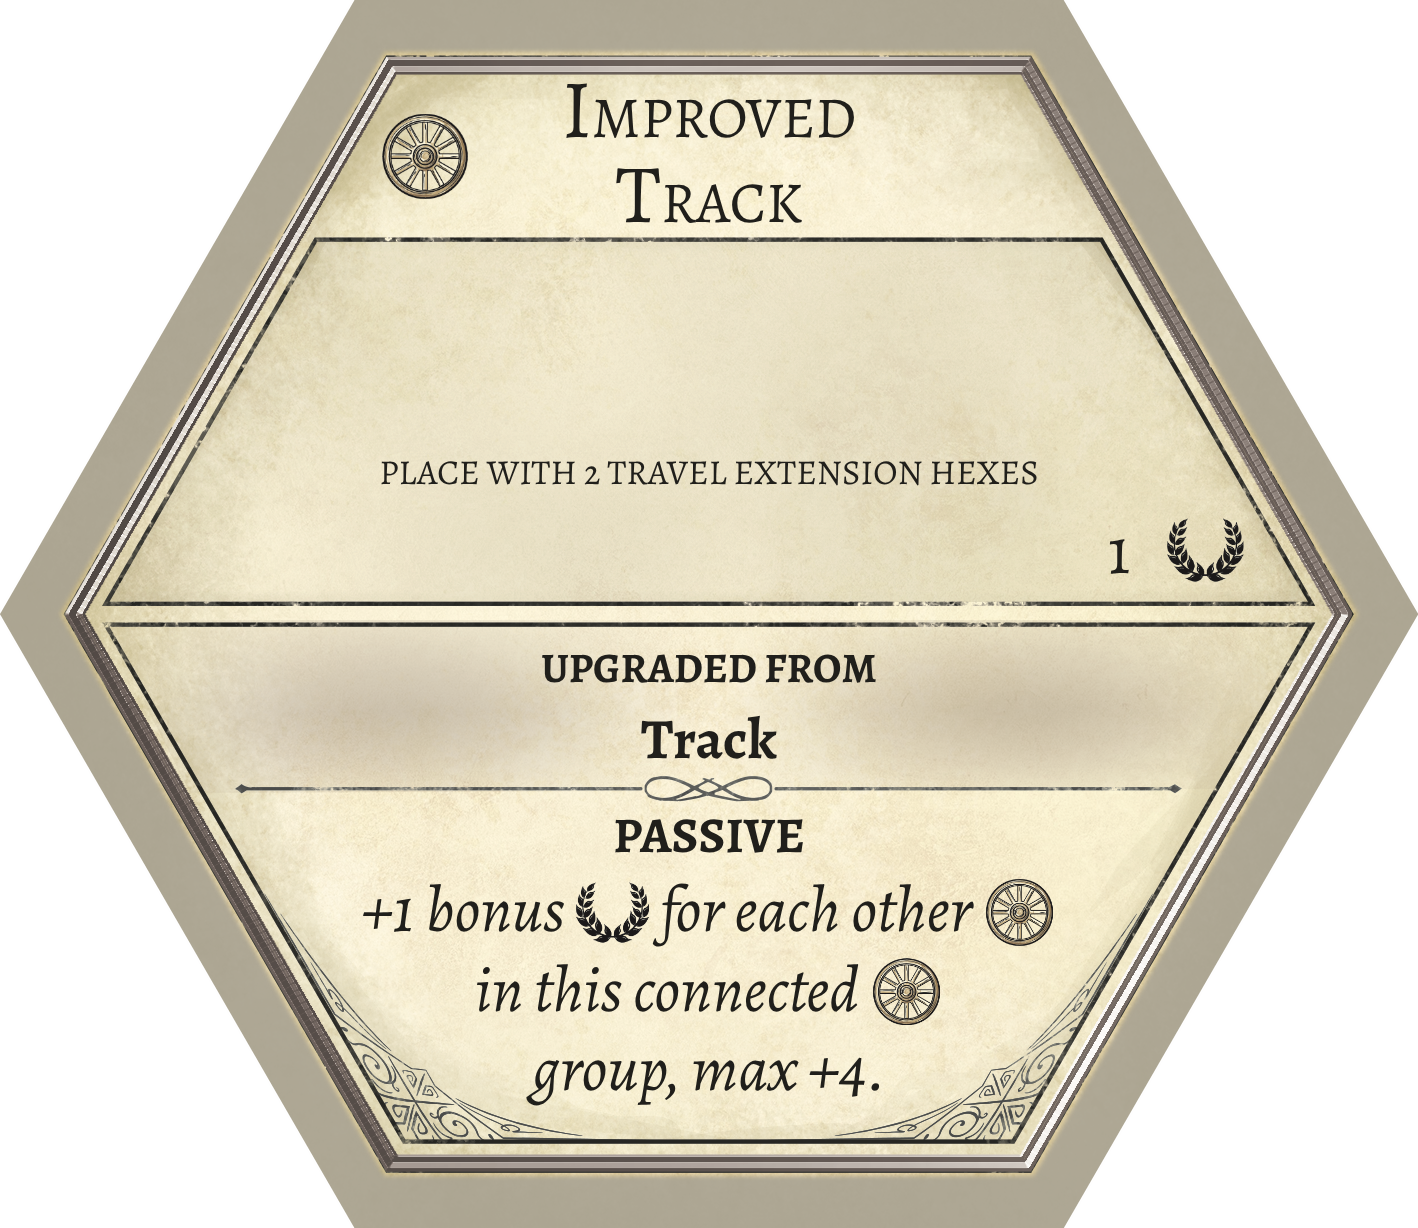 Improved
Track
PLACE WITH 2 TRAVEL EXTENSION HEXES
1
UPGRADED FROM
Track
PASSIVE
+1 bonus for each other
in this connected
group, max +4.